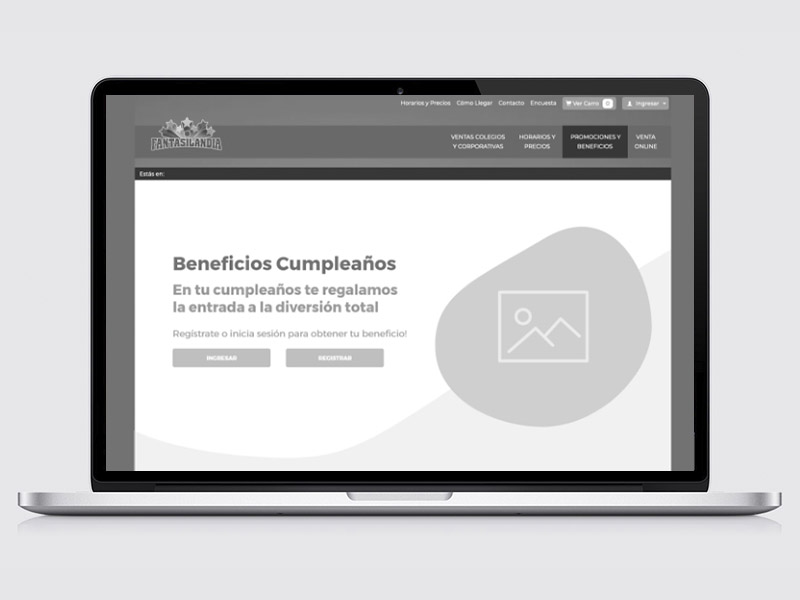 Horarios y Precios Cómo Llegar Contacto Encuesta Ver Carro 0 Ingresar
FANTASILANDIA
VENTAS COLEGIOS
Y CORPORATIVAS
HORARIOS Y
PRECIOS
PROMOCIONES Y
BENEFICIOS
VENTA
ONLINE
Estás en:
Beneficios Cumpleaños
En tu cumpleaños te regalamos
la entrada a la diversión total
Regístrate o inicia sesión para obtener tu beneficio!
INGRESAR REGISTRAR